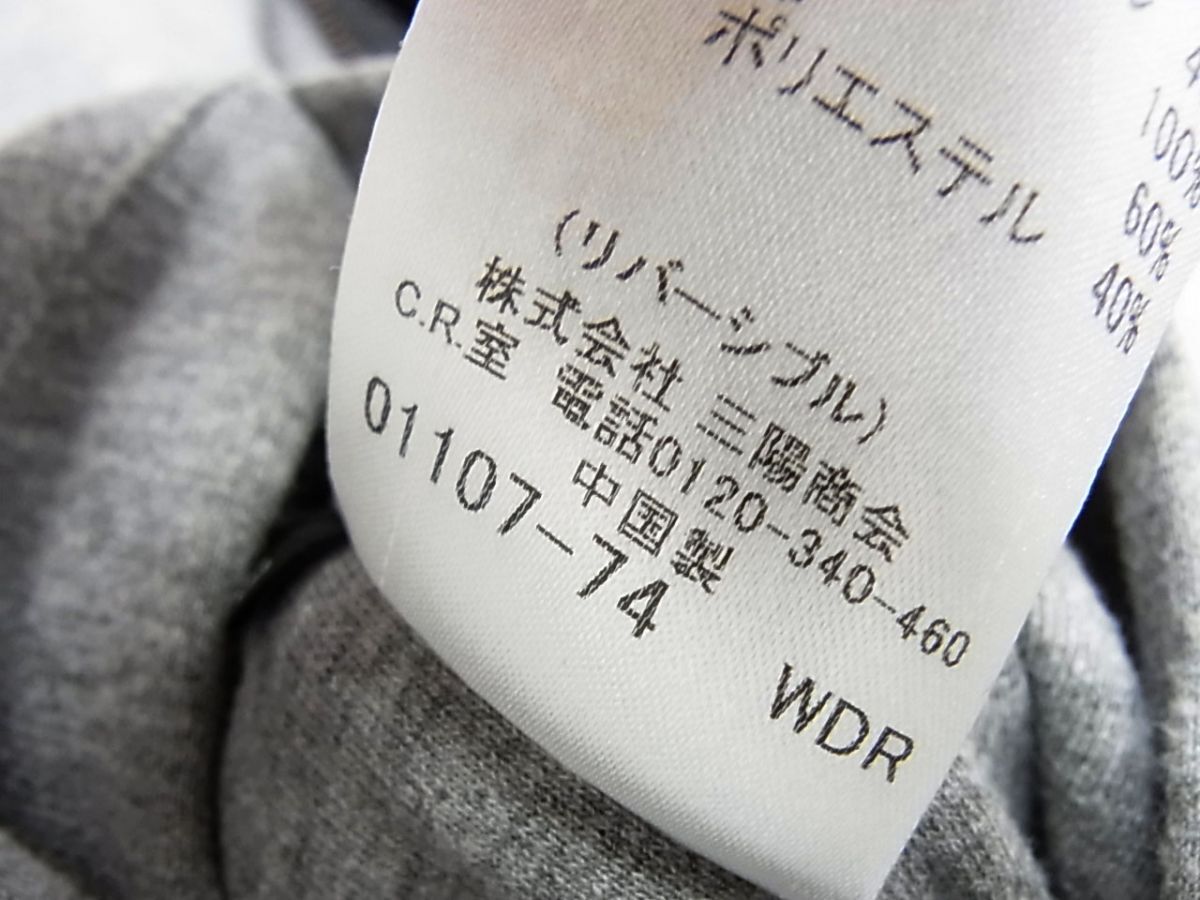 ポリエステル
100%
60%
40%
(リバーシブル)
株式会社 三陽商会
C.R.室 電話0120-340-460
中国製
01107-74
WDR